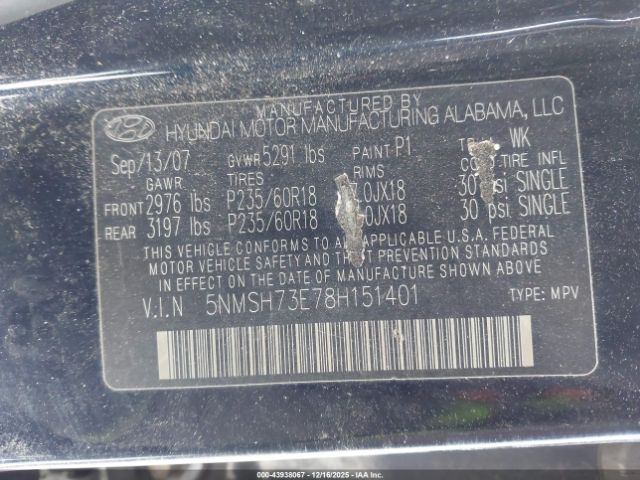 MANUFACTURED BY
HYUNDAI MOTOR MANUFACTURING ALABAMA, LLC
Sep/13/07 GVWR 5291 lbs PAINT P1 WK
GAWR TIRES RIMS COLD TIRE INFL
FRONT 2976 lbs P235/60R18 7.0JX18 30 psi SINGLE
REAR 3197 lbs P235/60R18 7.0JX18 30 psi SINGLE
THIS VEHICLE CONFORMS TO ALL APPLICABLE U.S.A. FEDERAL
MOTOR VEHICLE SAFETY AND THEFT PREVENTION STANDARDS
IN EFFECT ON THE DATE OF MANUFACTURE SHOWN ABOVE
V.I.N 5NMSH73E78H151401 TYPE: MPV
000-43938067 - 12/16/2025 - IAA Inc.